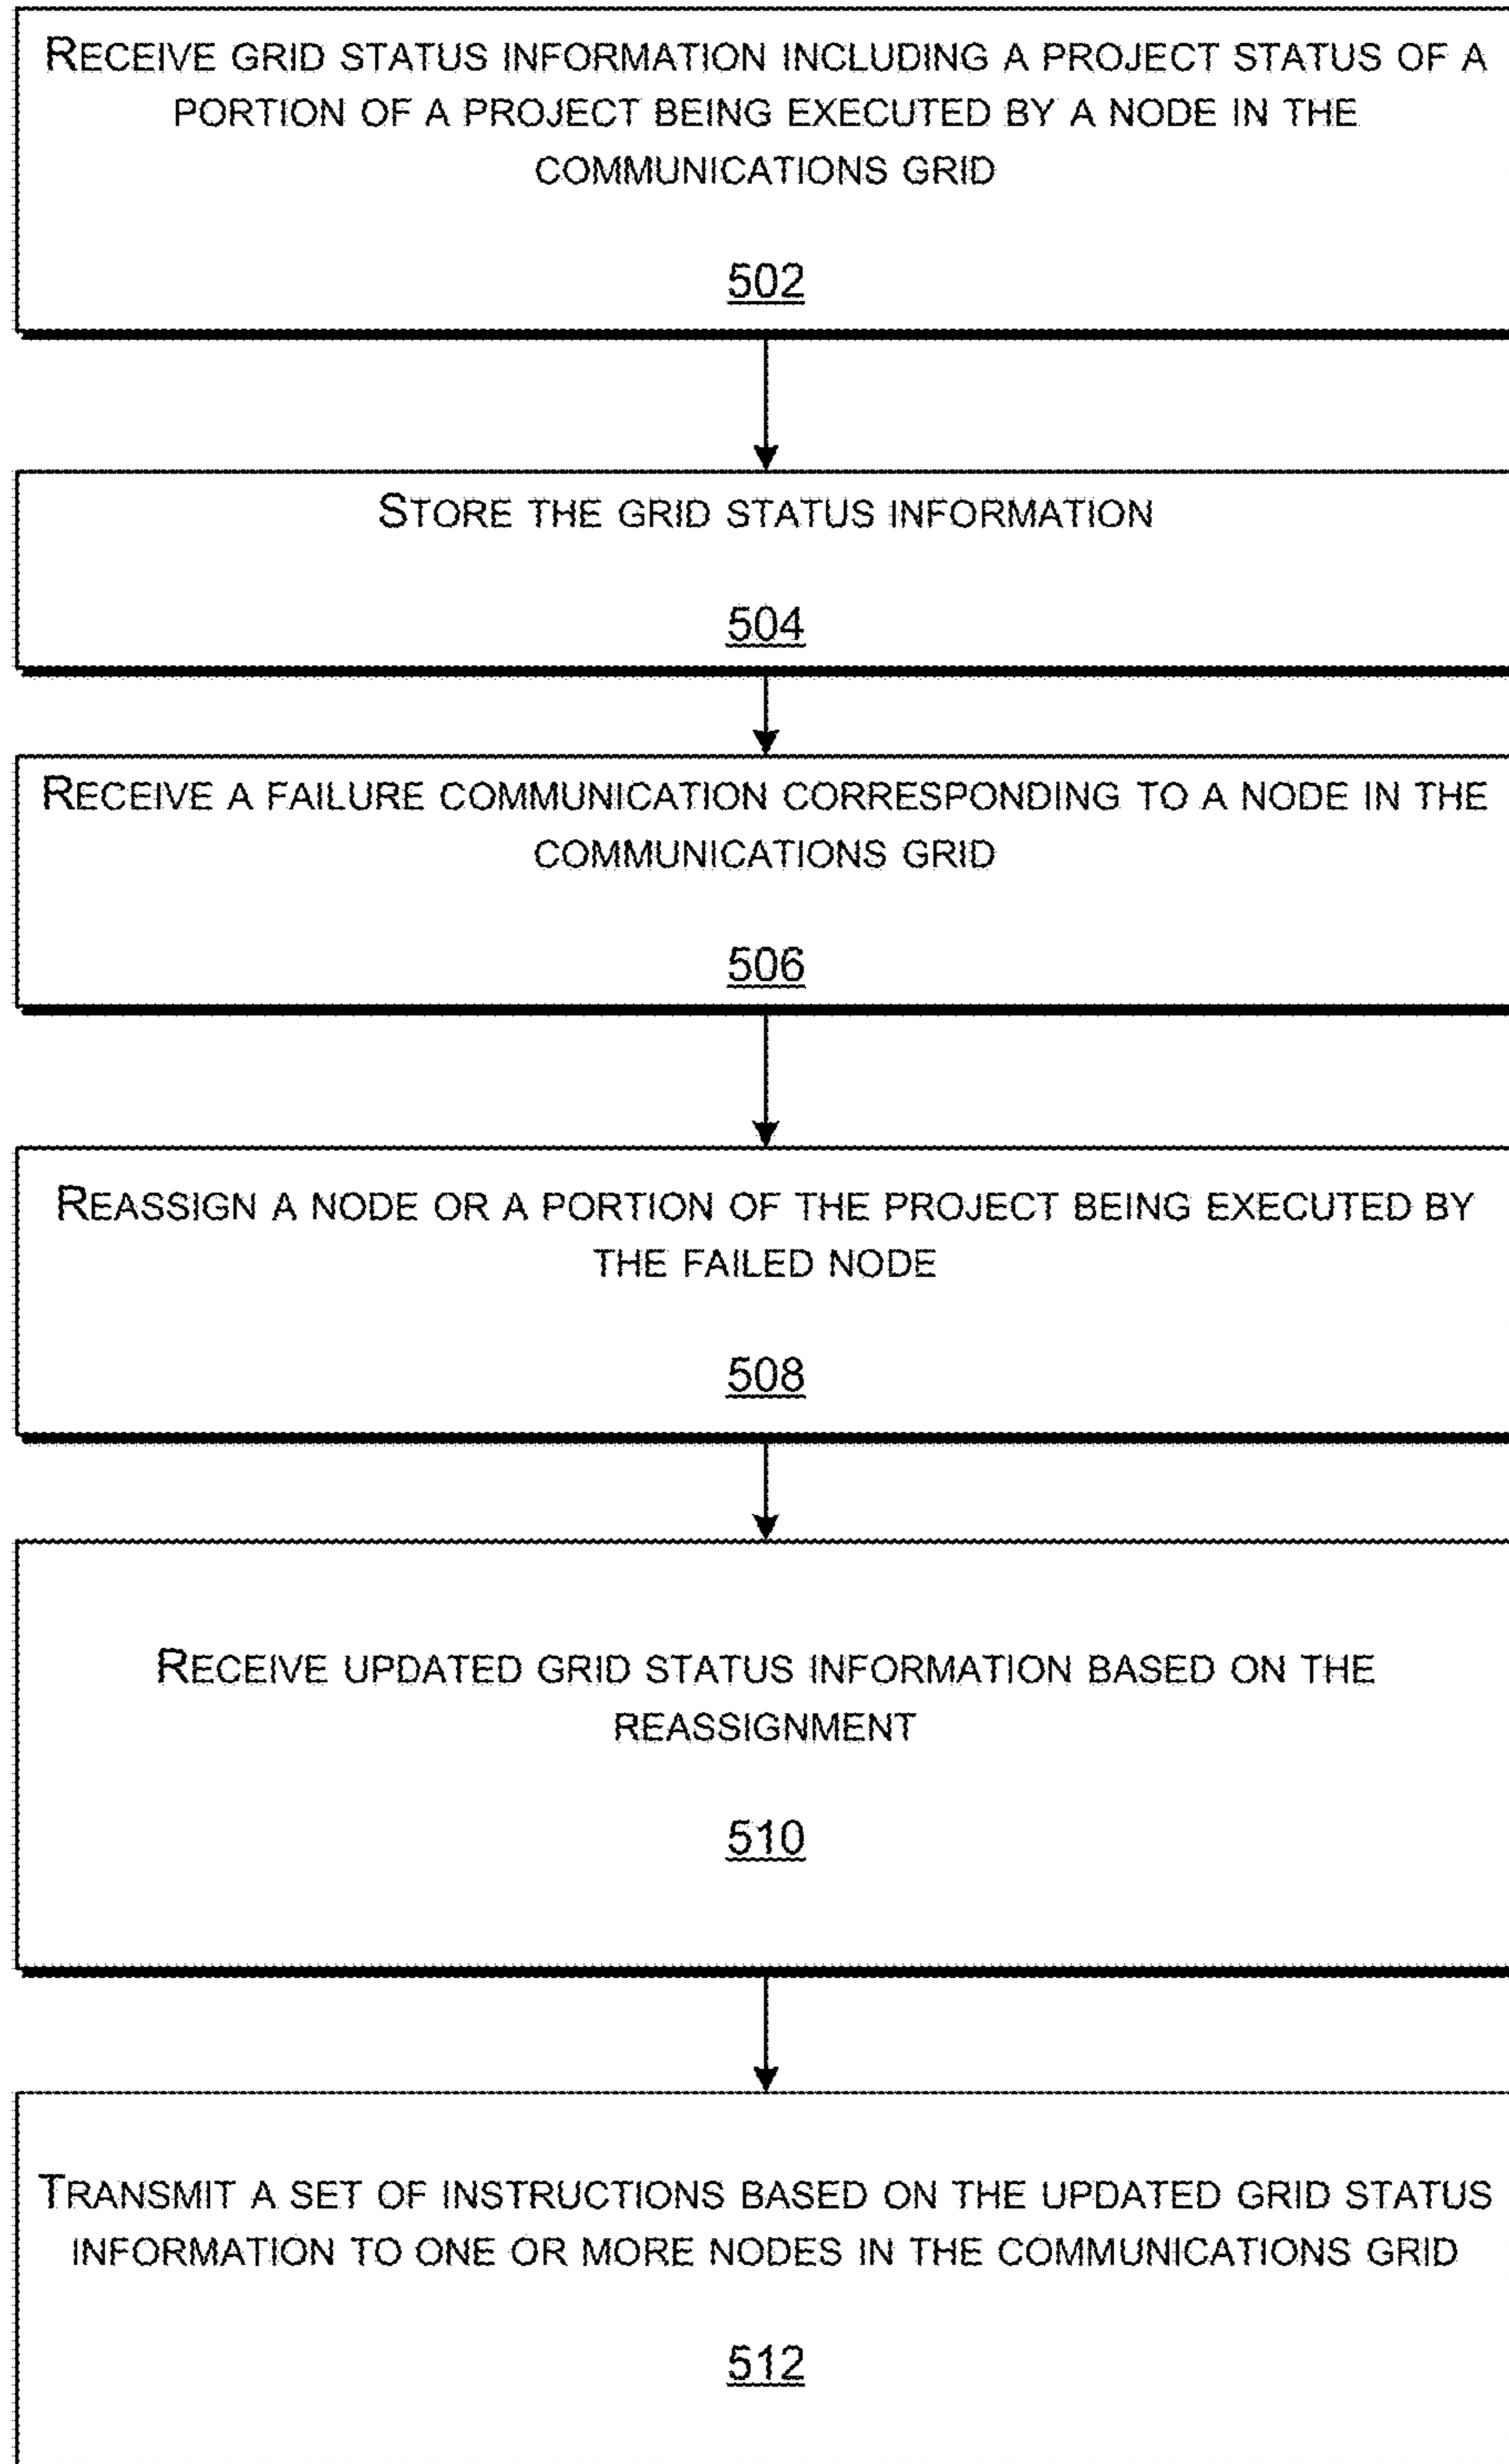 RECEIVE GRID STATUS INFORMATION INCLUDING A PROJECT STATUS OF A
PORTION OF A PROJECT BEING EXECUTED BY A NODE IN THE
COMMUNICATIONS GRID
502
STORE THE GRID STATUS INFORMATION
504
RECEIVE A FAILURE COMMUNICATION CORRESPONDING TO A NODE IN THE
COMMUNICATIONS GRID
506
REASSIGN A NODE OR A PORTION OF THE PROJECT BEING EXECUTED BY
THE FAILED NODE
508
RECEIVE UPDATED GRID STATUS INFORMATION BASED ON THE
REASSIGNMENT
510
TRANSMIT A SET OF INSTRUCTIONS BASED ON THE UPDATED GRID STATUS
INFORMATION TO ONE OR MORE NODES IN THE COMMUNICATIONS GRID
512